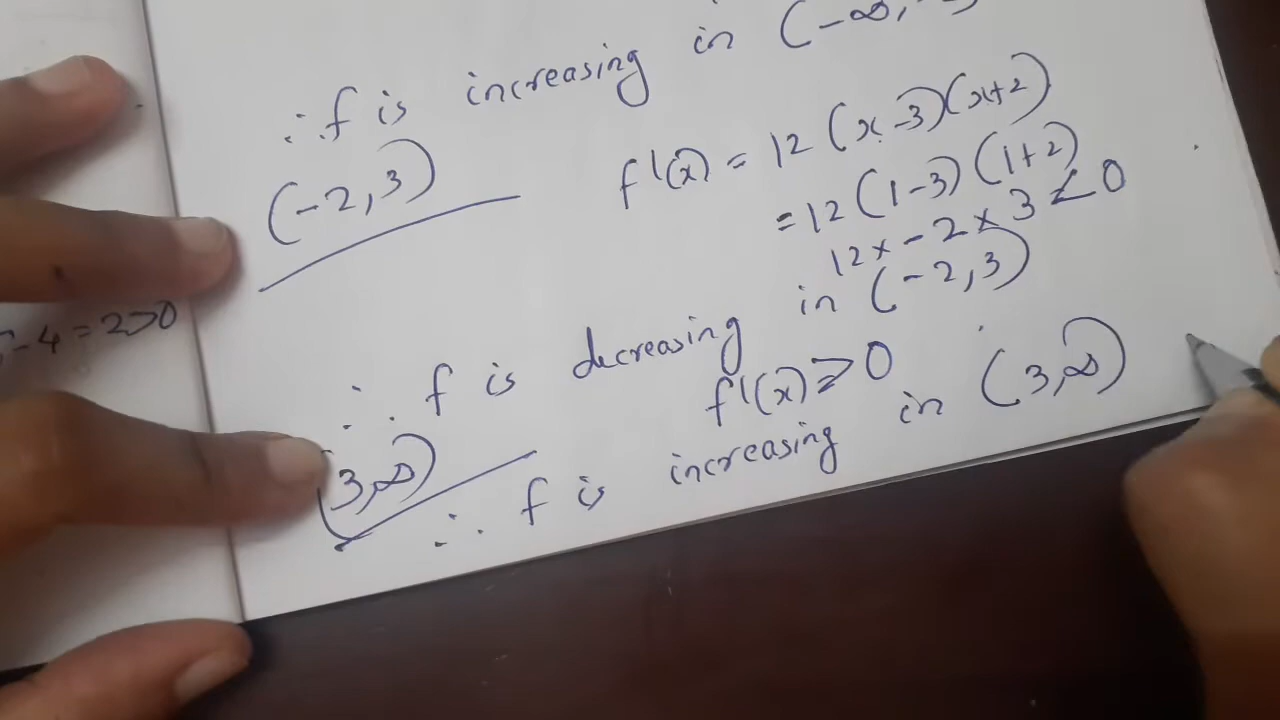 ∴ f is increasing in (-∞,
(-2,3)
f'(x) = 12 (x-3)(x+2)
= 12 (1-3) (1+2)
12 x -2 x 3 < 0
∴ f is decreasing in (-2,3)
(3,∞)
f'(x) > 0
∴ f is increasing in (3,∞)
-4 = 2>0